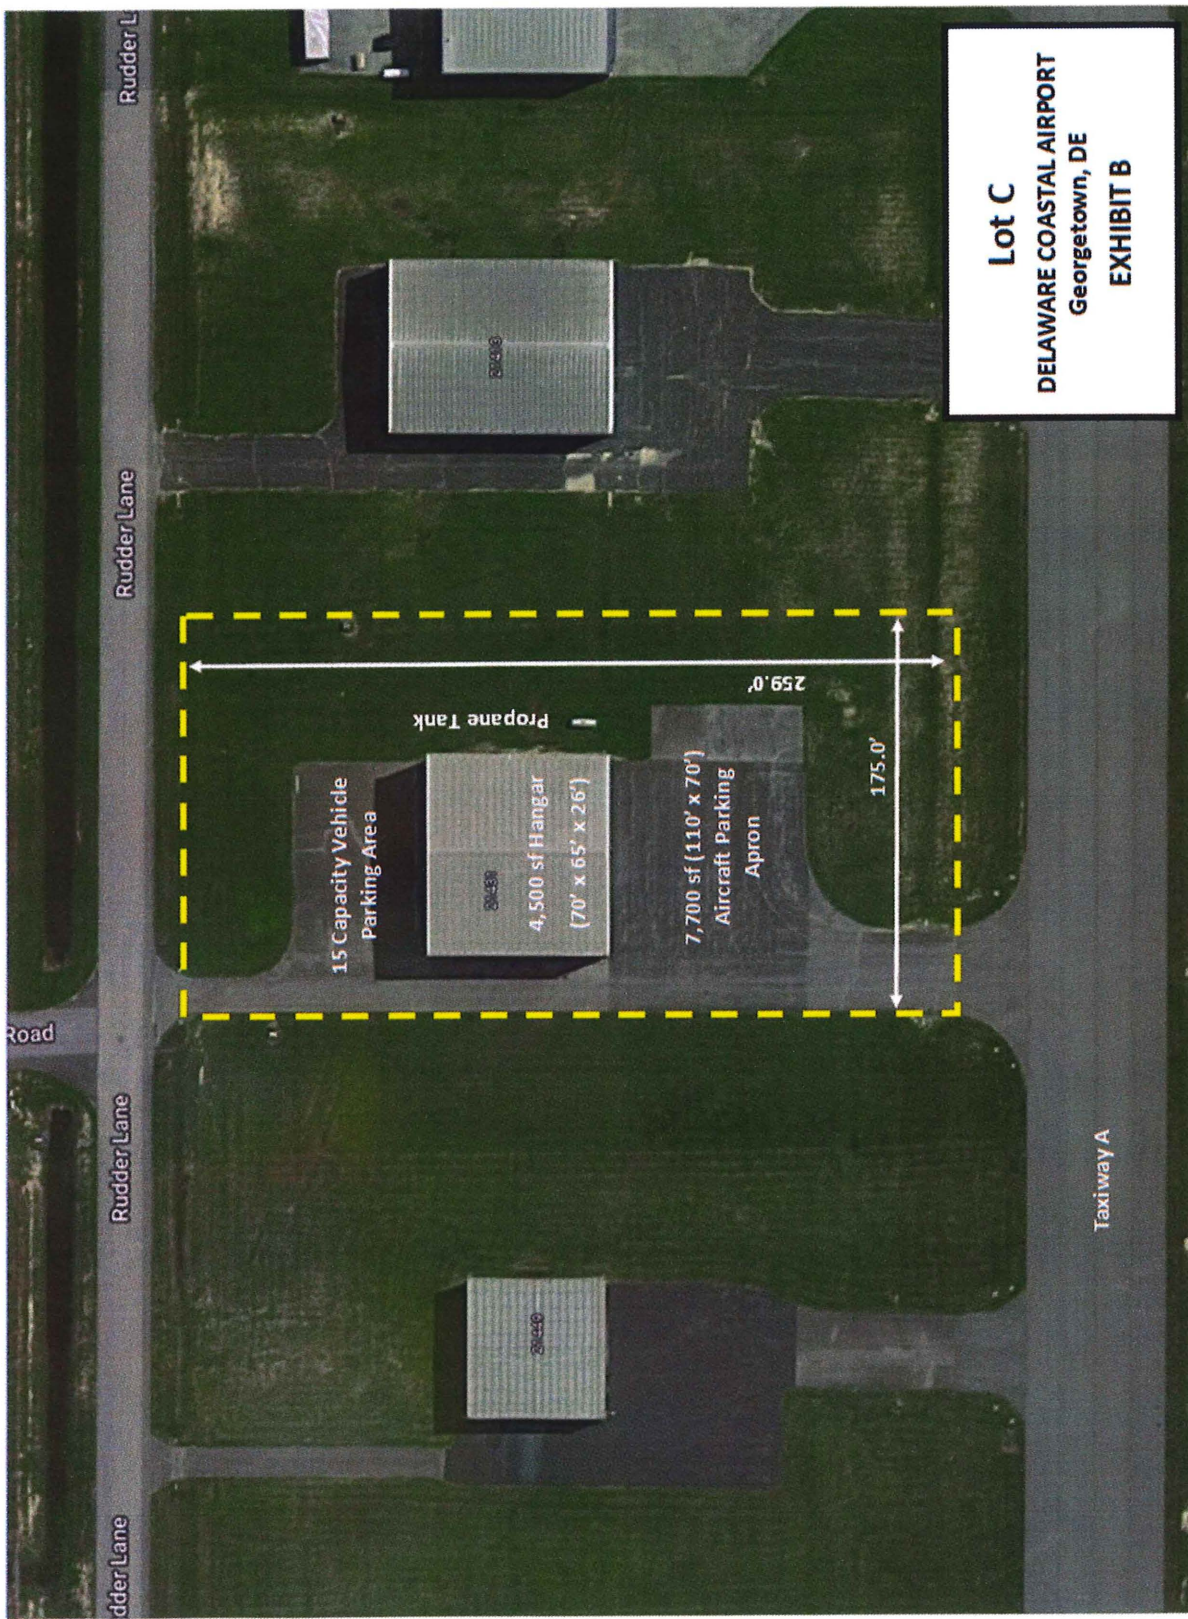 Rudder Lane
Rudder Lane
Rudder L
Road
15 Capacity Vehicle
Parking Area
Propane Tank
4,500 sf Hangar
(70' x 65' x 26')
259.0'
7,700 sf (110' x 70')
Aircraft Parking
Apron
175.0'
Taxiway A
Lot C
DELAWARE COASTAL AIRPORT
Georgetown, DE
EXHIBIT B
dder Lane